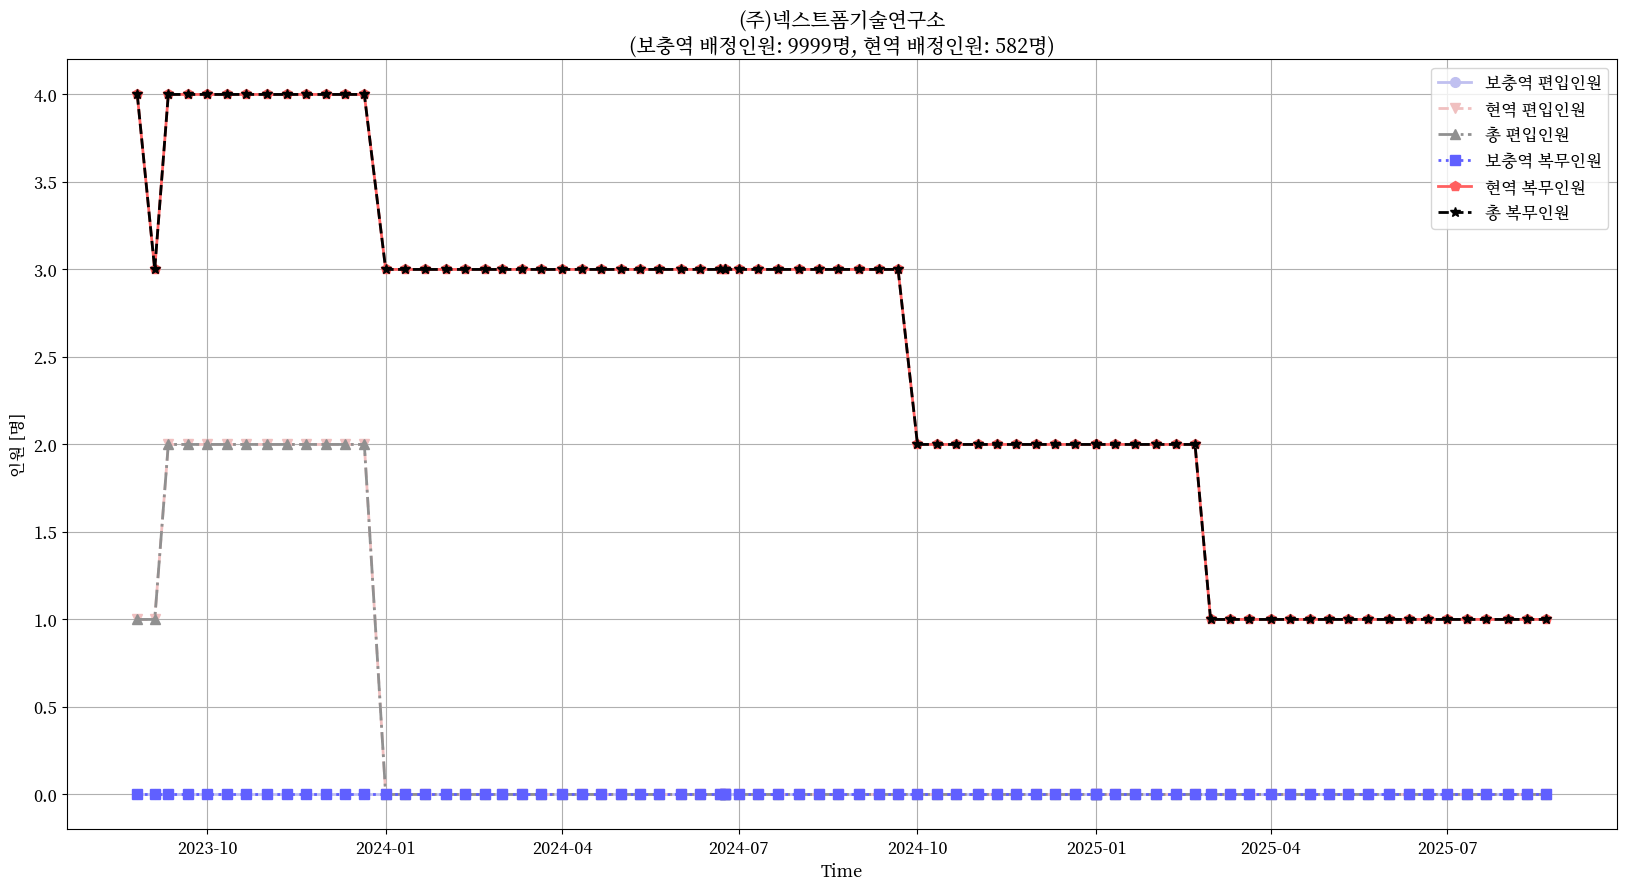 (주)넥스트폼기술연구소
(보충역 배정인원: 9999명, 현역 배정인원: 582명)
보충역 편입인원
현역 편입인원
총 편입인원
보충역 복무인원
현역 복무인원
총 복무인원
인원 [명]
4.0
3.5
3.0
2.5
2.0
1.5
1.0
0.5
0.0
2023-10
2024-01
2024-04
2024-07
2024-10
2025-01
2025-04
2025-07
Time